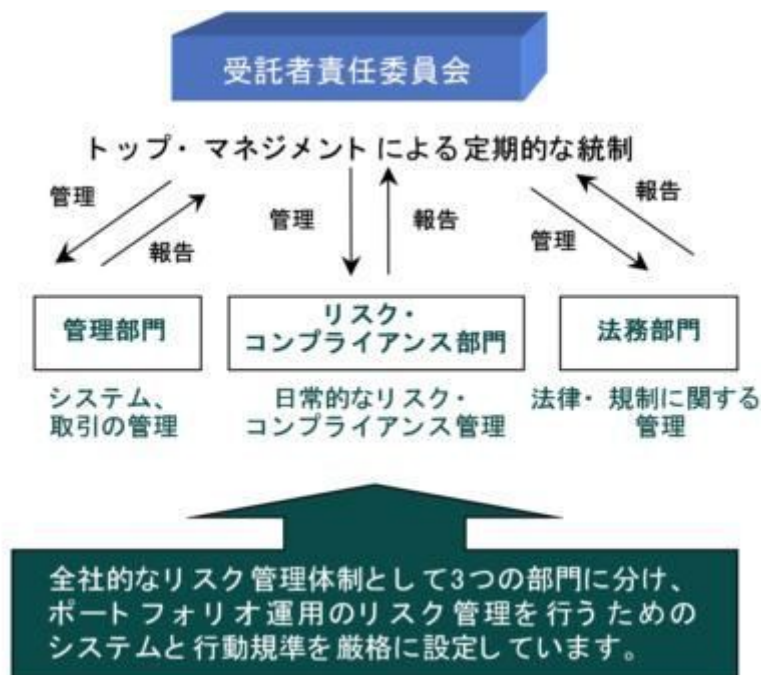 受託者責任委員会
トップ・マネジメントによる定期的な統制
管理
報告
管理
報告
管理
報告
管理部門
システム、
取引の管理
リスク・
コンプライアンス部門
日常的なリスク・
コンプライアンス管理
法務部門
法律・規制に関する
管理
全社的なリスク管理体制として3つの部門に分け、
ポートフォリオ運用のリスク管理を行うための
システムと行動規準を厳格に設定しています。